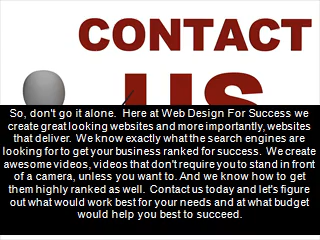 CONTACT
US
So, don't go it alone. Here at Web Design For Success we
create great looking websites and more importantly, websites
that deliver. We know exactly what the search engines are
looking for to get your business ranked for success. We create
awesome videos, videos that don't require you to stand in front
of a camera, unless you want to. And we know how to get
them highly ranked as well. Contact us today and let's figure
out what would work best for your needs and at what budget
would help you best to succeed.